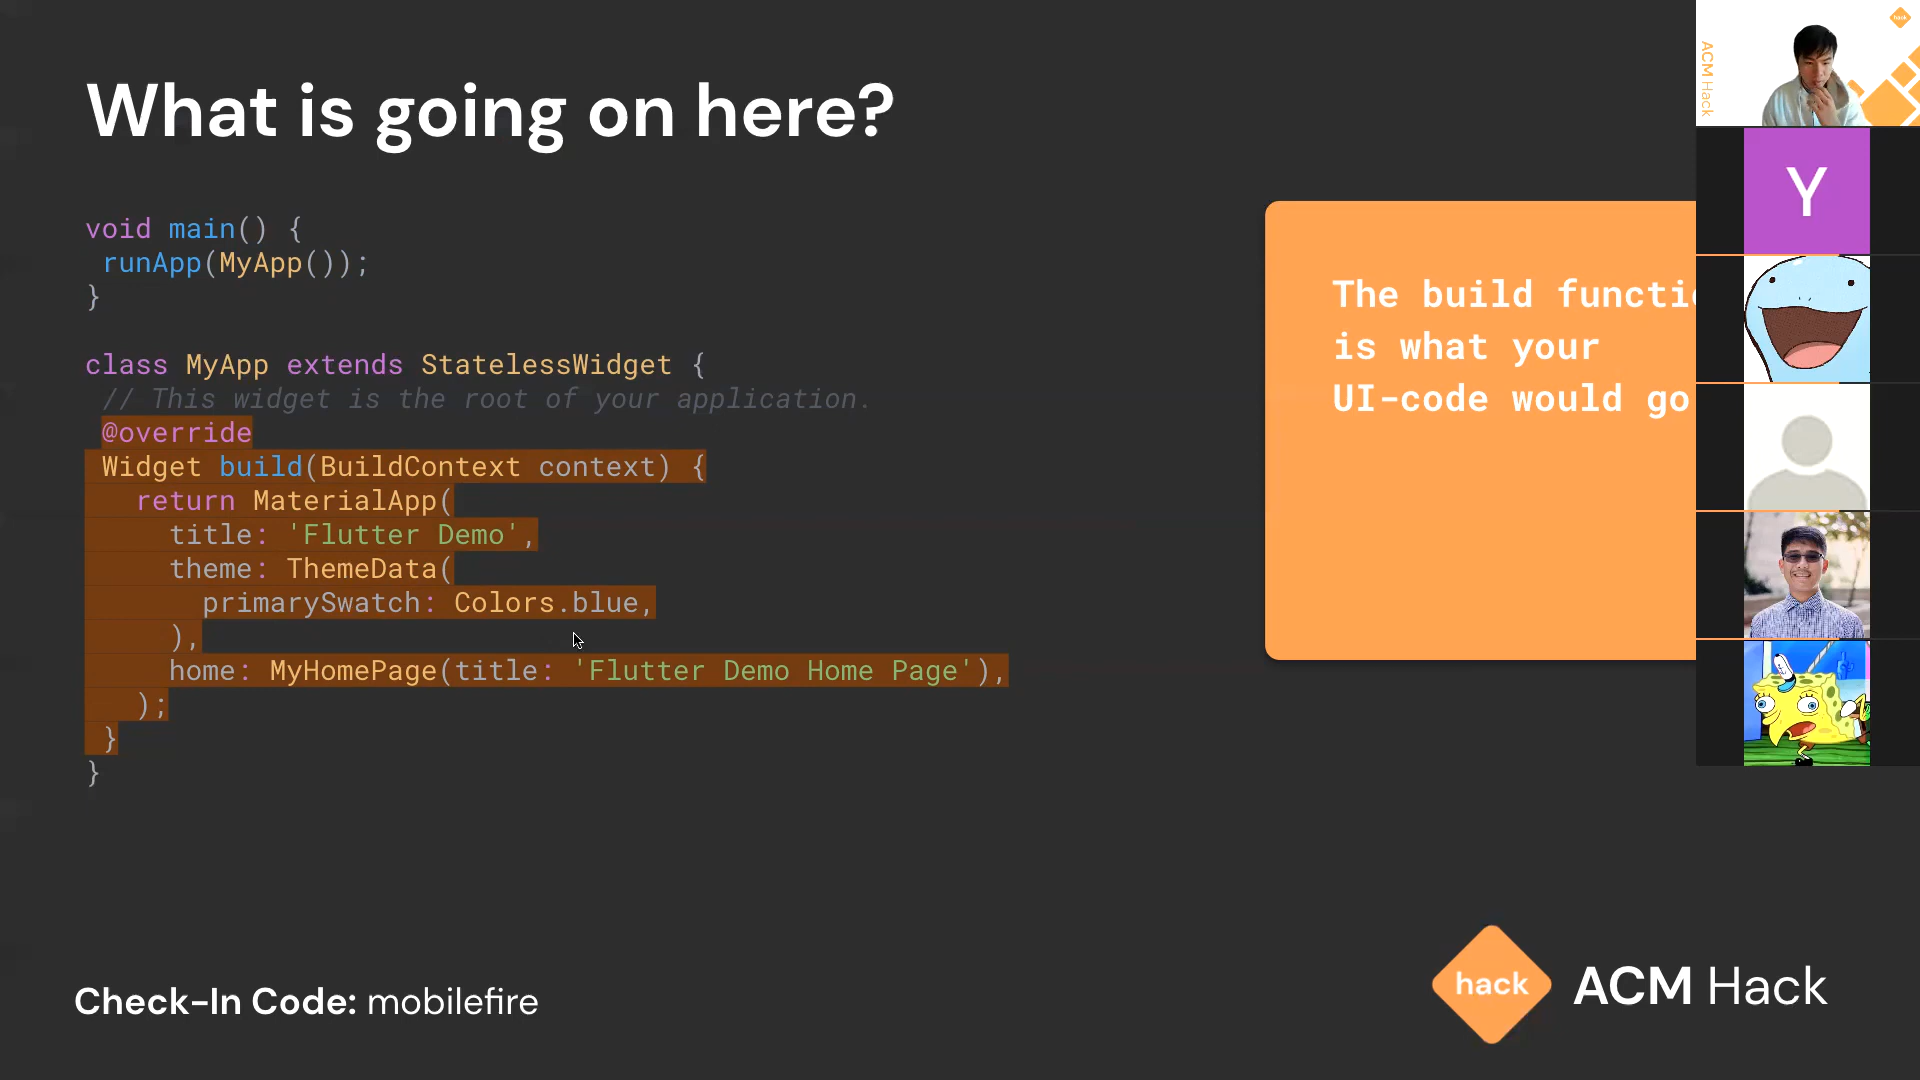 What is going on here?
void main() {
runApp(MyApp());
}
class MyApp extends StatelessWidget {
// This widget is the root of your application.
@override
Widget build(BuildContext context) {
return MaterialApp(
title: 'Flutter Demo',
theme: ThemeData(
primarySwatch: Colors.blue,
),
home: MyHomePage(title: 'Flutter Demo Home Page'),
);
}
}
The build functi
is what your
UI-code would go
Check-In Code: mobilefire
hack
ACM Hack
ACM Hack
hack
Y